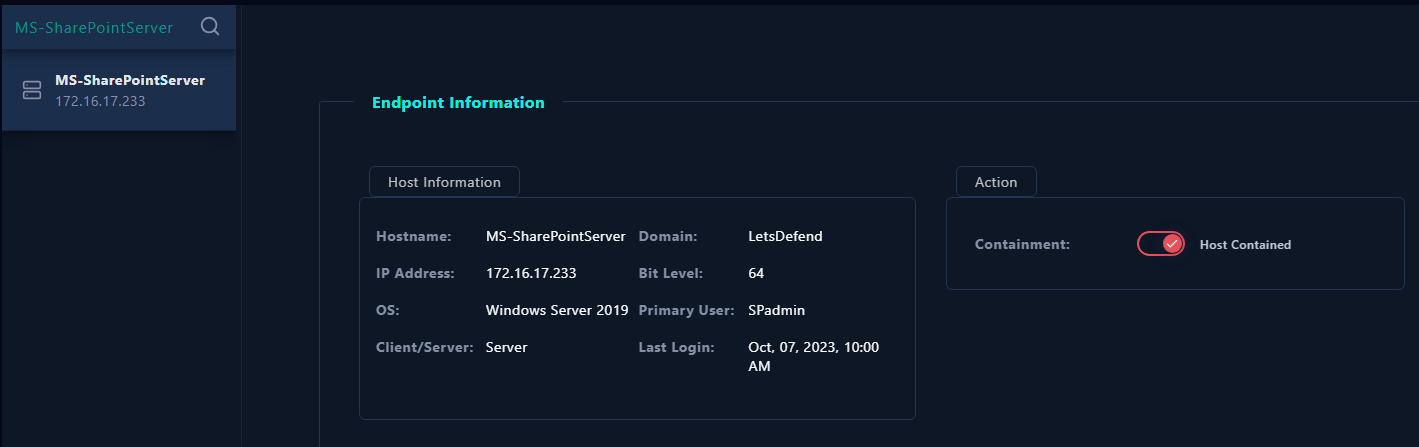 MS-SharePointServer
MS-SharePointServer
172.16.17.233
Endpoint Information
Host Information
Hostname: MS-SharePointServer Domain: LetsDefend
IP Address: 172.16.17.233 Bit Level: 64
OS: Windows Server 2019 Primary User: SPadmin
Client/Server: Server Last Login: Oct, 07, 2023, 10:00
AM
Action
Containment: Host Contained